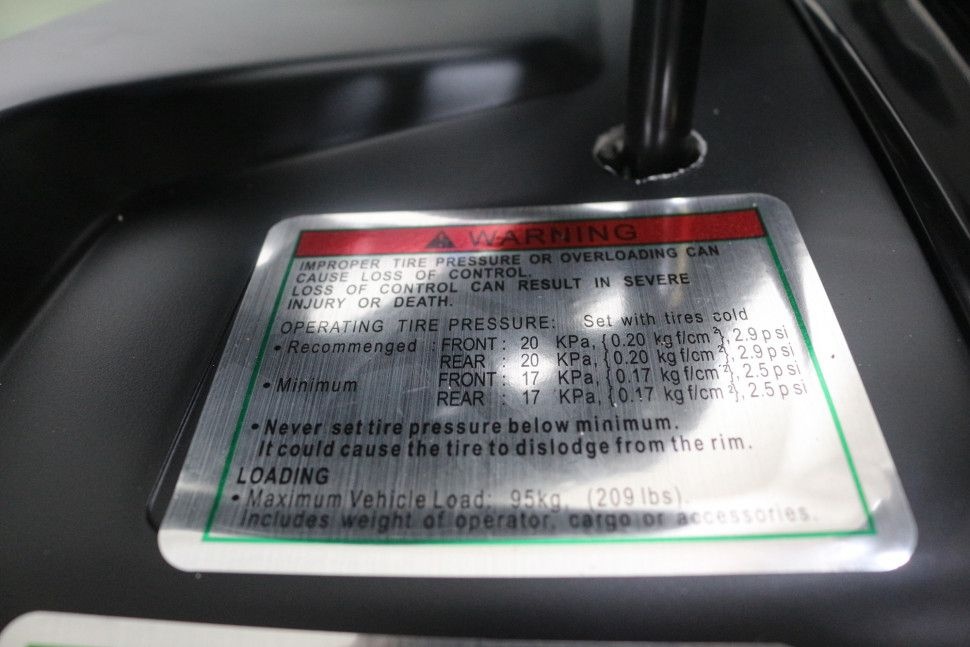 WARNING
IMPROPER TIRE PRESSURE OR OVERLOADING CAN
CAUSE LOSS OF CONTROL.
LOSS OF CONTROL CAN RESULT IN SEVERE
INJURY OR DEATH.
OPERATING TIRE PRESSURE: Set with tires cold
• Recommenged : FRONT : 20 KPa, {0.20 kgf/cm²}, 2.9 psi
REAR : 20 KPa, {0.20 kgf/cm²}, 2.9 psi
• Minimum FRONT : 17 KPa, {0.17 kgf/cm²}, 2.5 psi
REAR : 17 KPa, {0.17 kgf/cm²}, 2.5 psi
• Never set tire pressure below minimum.
It could cause the tire to dislodge from the rim.
LOADING
• Maximum Vehicle Load: 95kg, (209 lbs).
Includes weight of operator, cargo or accessories.